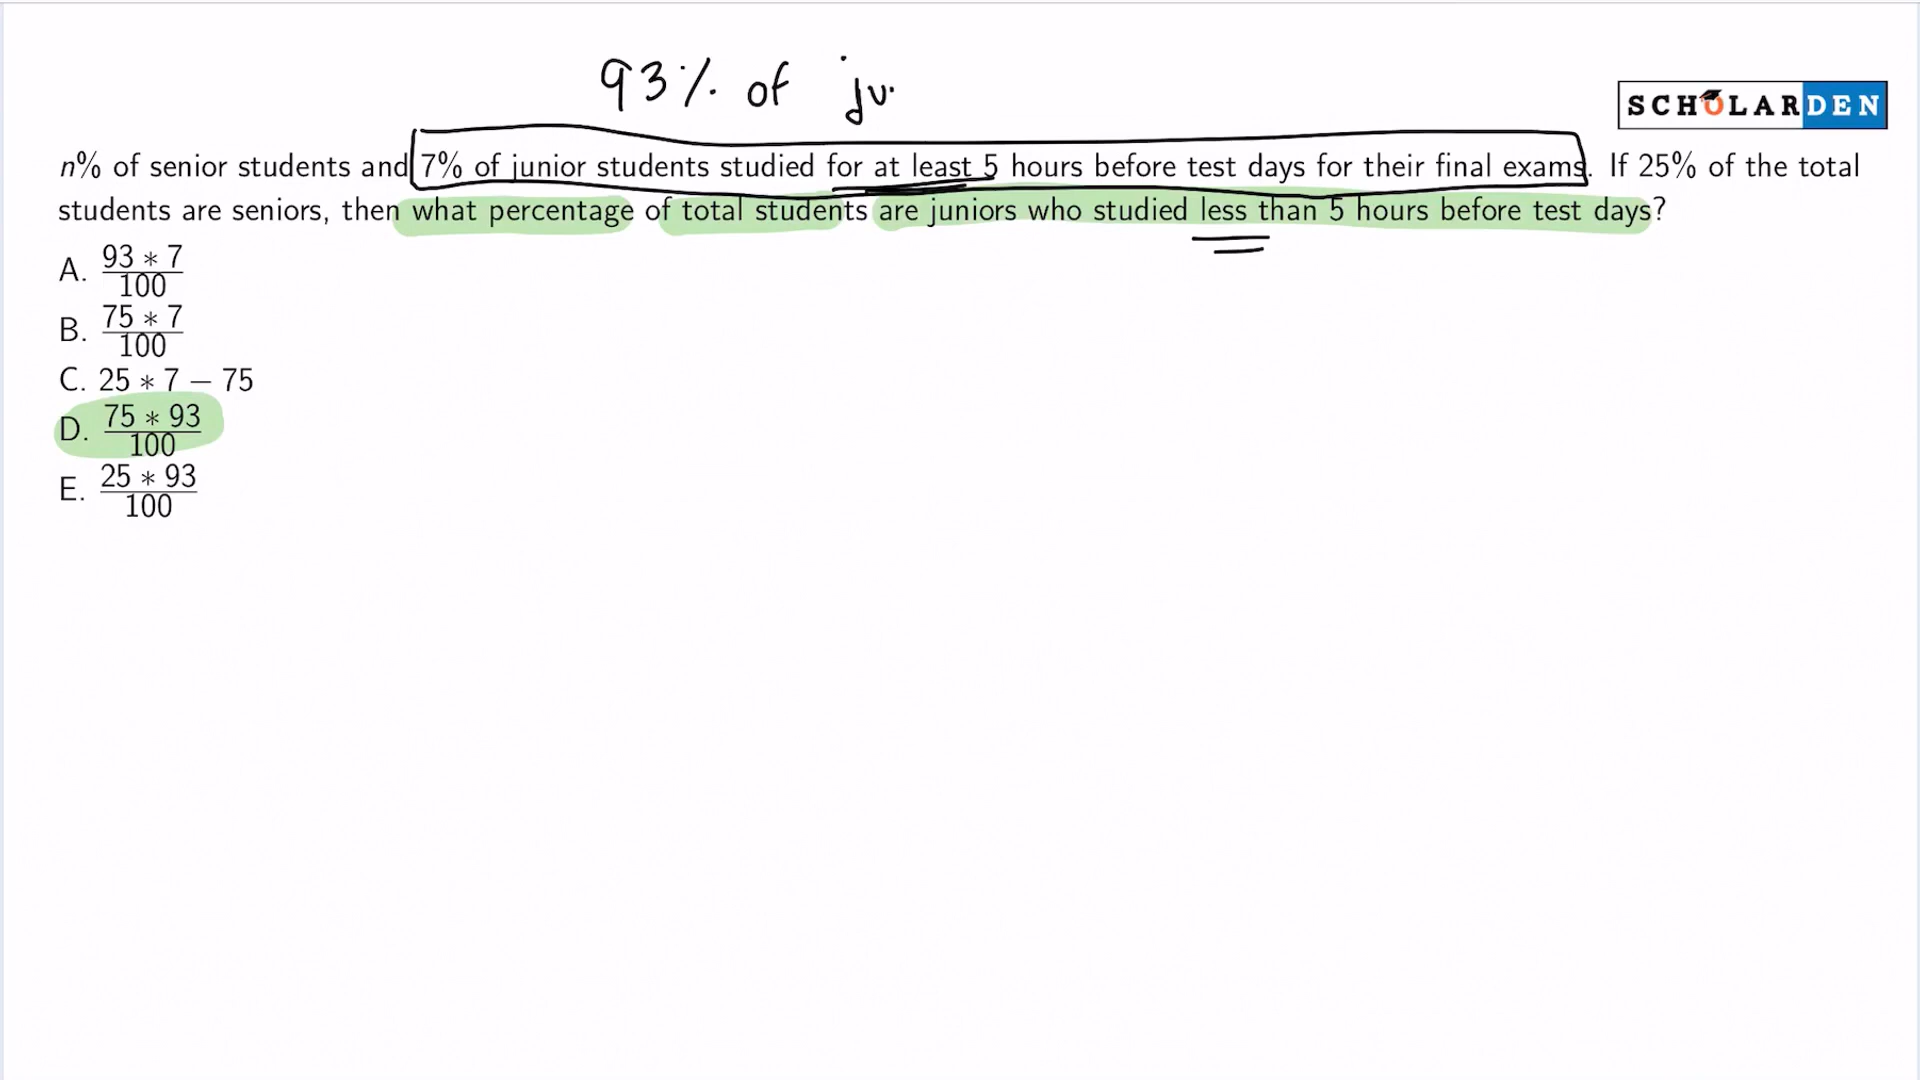 93% of ju
SCHOLARDEN
n% of senior students and 7% of junior students studied for at least 5 hours before test days for their final exams. If 25% of the total
students are seniors, then what percentage of total students are juniors who studied less than 5 hours before test days?
A. 93 * 7
100
B. 75 * 7
100
C. 25 * 7 – 75
D. 75 * 93
100
E. 25 * 93
100